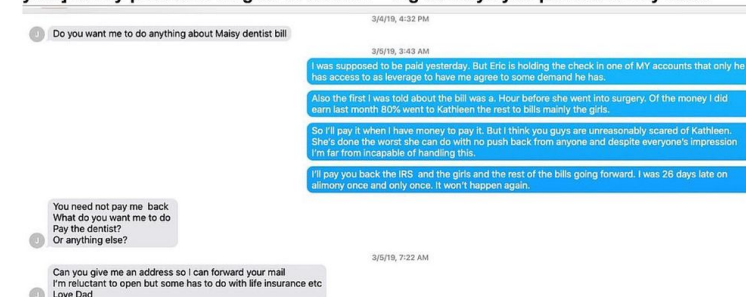 3/4/19, 4:32 PM
J
Do you want me to do anything about Maisy dentist bill
3/5/19, 3:43 AM
I was supposed to be paid yesterday. But Eric is holding the check in one of MY accounts that only he
has access to as leverage to have me agree to some demand he has.
Also the first I was told about the bill was a. Hour before she went into surgery. Of the money I did
earn last month 80% went to Kathleen the rest to bills mainly the girls.
So I'll pay it when I have money to pay it. But I think you guys are unreasonably scared of Kathleen.
She's done the worst she can do with no push back from anyone and despite everyone's impression
I'm far from incapable of handling this.
I'll pay you back the IRS and the girls and the rest of the bills going forward. I was 26 days late on
alimony once and only once. It won't happen again.
You need not pay me back
What do you want me to do
Pay the dentist?
J
Or anything else?
3/5/19, 7:22 AM
Can you give me an address so I can forward your mail
I'm reluctant to open but some has to do with life insurance etc
J
Love Dad